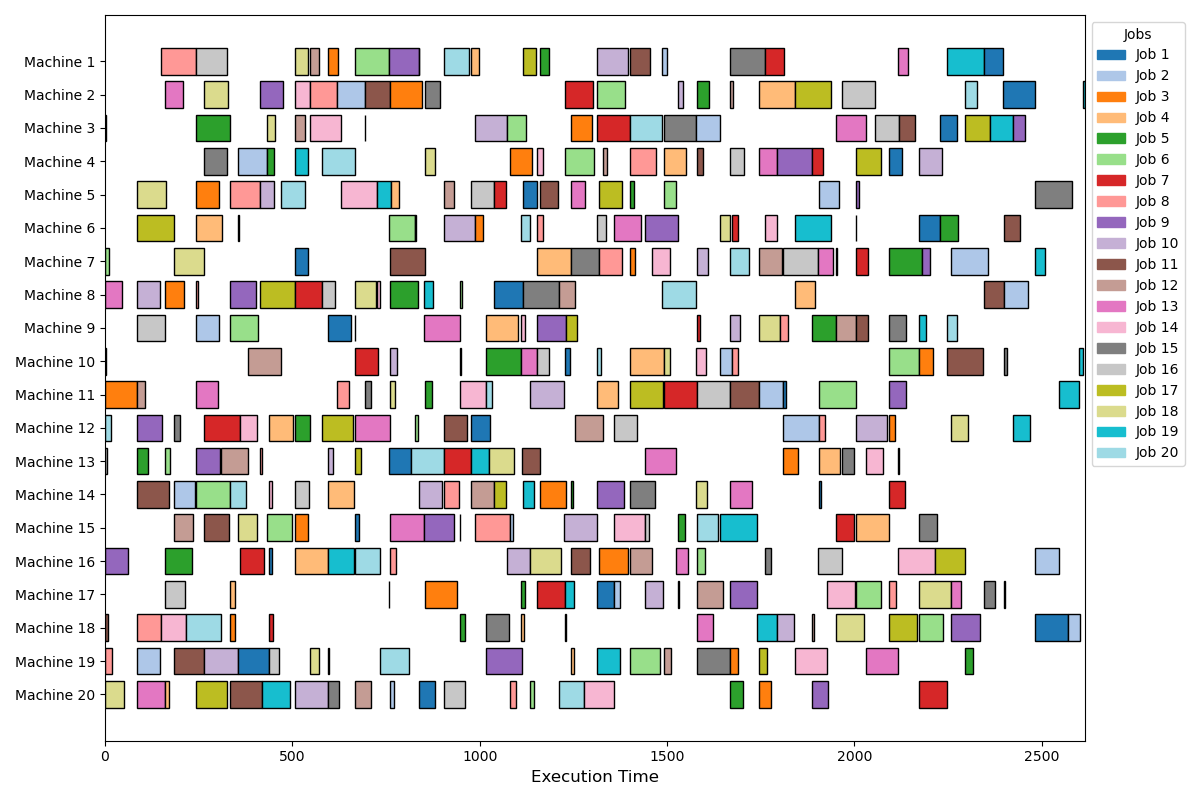 Machine 1
Machine 2
Machine 3
Machine 4
Machine 5
Machine 6
Machine 7
Machine 8
Machine 9
Machine 10
Machine 11
Machine 12
Machine 13
Machine 14
Machine 15
Machine 16
Machine 17
Machine 18
Machine 19
Machine 20
0 500 1000 1500 2000 2500
Execution Time
Jobs
Job 1
Job 2
Job 3
Job 4
Job 5
Job 6
Job 7
Job 8
Job 9
Job 10
Job 11
Job 12
Job 13
Job 14
Job 15
Job 16
Job 17
Job 18
Job 19
Job 20